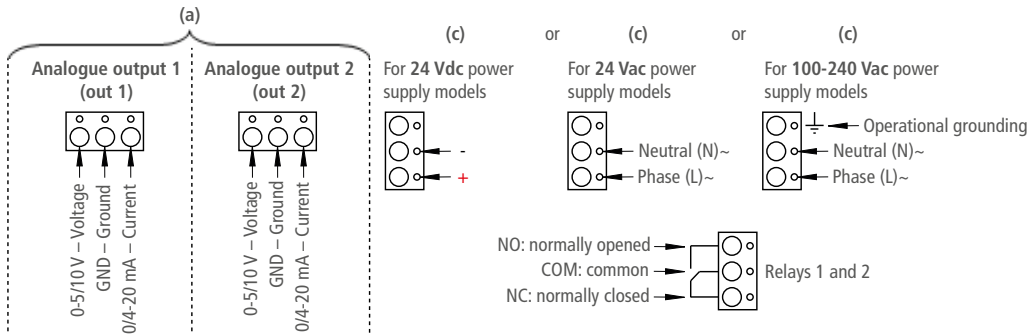 (a)
Analogue output 1
(out 1)
0-5/10 V – Voltage
GND – Ground
0/4-20 mA – Current
Analogue output 2
(out 2)
0-5/10 V – Voltage
GND – Ground
0/4-20 mA – Current
(c)
For 24 Vdc power
supply models
-
+
or
(c)
For 24 Vac power
supply models
Neutral (N)~
Phase (L)~
or
(c)
For 100-240 Vac power
supply models
Operational grounding
Neutral (N)~
Phase (L)~
NO: normally opened
COM: common
NC: normally closed
Relays 1 and 2